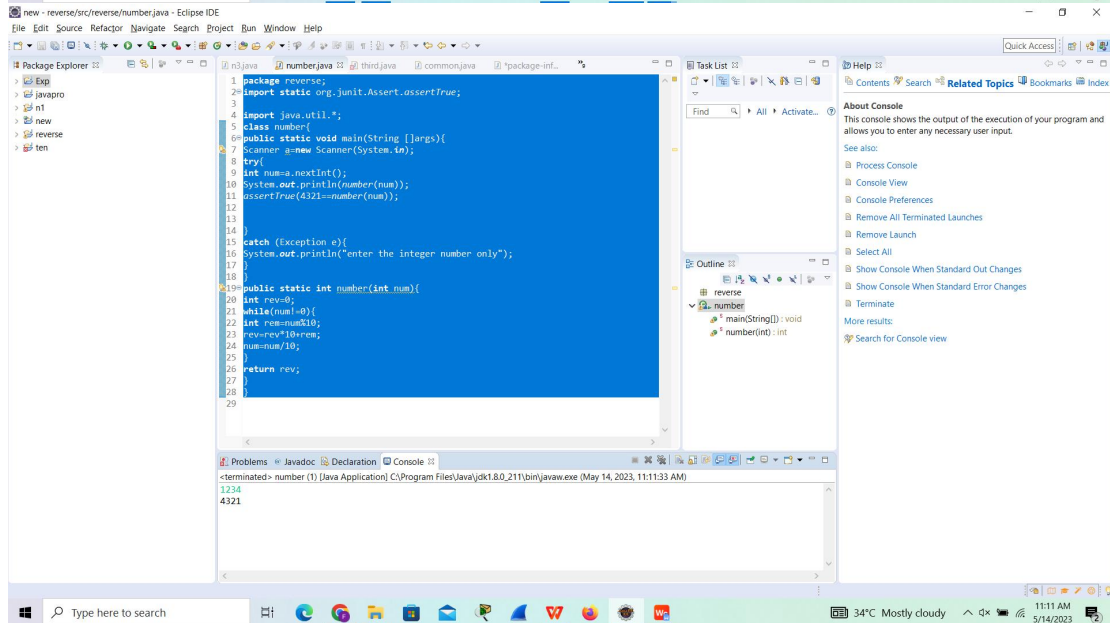 new - reverse/src/reverse/number.java - Eclipse IDE
File Edit Source Refactor Navigate Search Project Run Window Help
Quick Access
Package Explorer
Exp
javapro
n1
new
reverse
ten
n3.java number.java third.java common.java *package-inf...
1 package reverse;
2 import static org.junit.Assert.assertTrue;
3
4 import java.util.*;
5 class number{
6 public static void main(String []args){
7 Scanner a=new Scanner(System.in);
8 try{
9 int num=a.nextInt();
10 System.out.println(number(num));
11 assertTrue(4321==number(num));
12
13
14 }
15 catch (Exception e){
16 System.out.println("enter the integer number only");
17 }
18 }
19 public static int number(int num){
20 int rev=0;
21 while(num!=0){
22 int rem=num%10;
23 rev=rev*10+rem;
24 num=num/10;
25 }
26 return rev;
27 }
28 }
29
Task List
Find All Activate...
Outline
reverse
number
main(String[]) : void
number(int) : int
Help
Contents Search Related Topics Bookmarks Index
About Console
This console shows the output of the execution of your program and
allows you to enter any necessary user input.
See also:
Process Console
Console View
Console Preferences
Remove All Terminated Launches
Remove Launch
Select All
Show Console When Standard Out Changes
Show Console When Standard Error Changes
Terminate
More results:
Search for Console view
Problems Javadoc Declaration Console
<terminated> number (1) [Java Application] C:\Program Files\Java\jdk1.8.0_211\bin\javaw.exe (May 14, 2023, 11:11:33 AM)
1234
4321
Type here to search
34°C Mostly cloudy
11:11 AM
5/14/2023